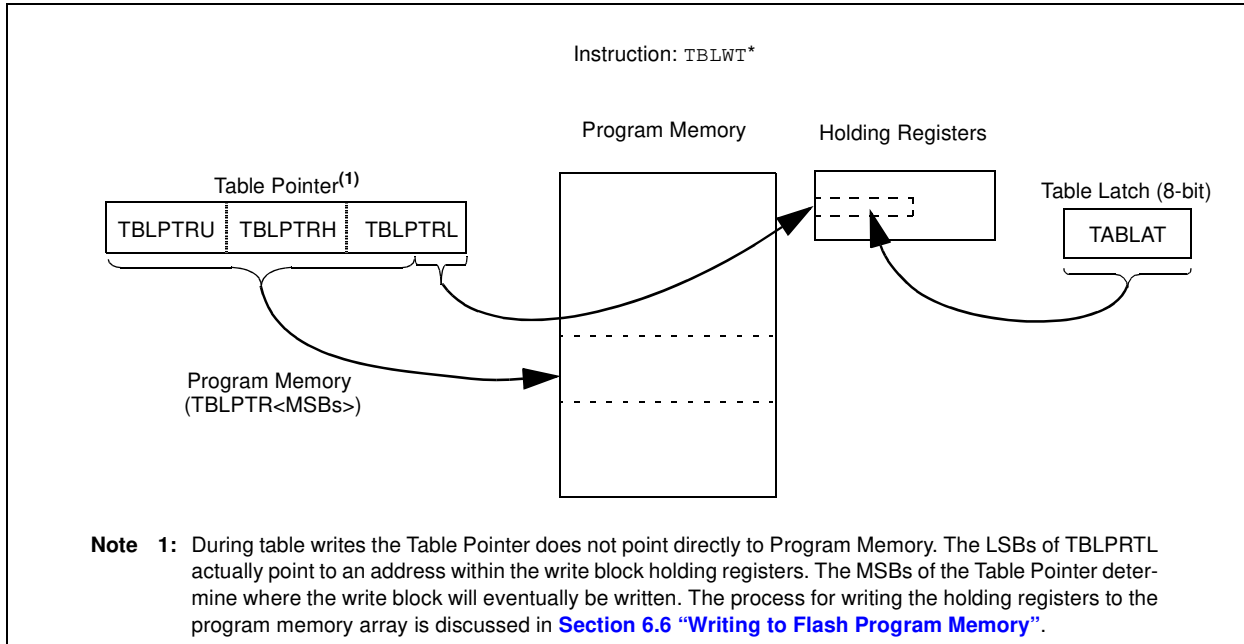 Instruction: TBLWT*
Program Memory
Holding Registers
Table Pointer(1)
Table Latch (8-bit)
TBLPTRU TBLPTRH TBLPTRL
TABLAT
Program Memory
(TBLPTR<MSBs>)
Note 1: During table writes the Table Pointer does not point directly to Program Memory. The LSBs of TBLPRTL
actually point to an address within the write block holding registers. The MSBs of the Table Pointer deter-
mine where the write block will eventually be written. The process for writing the holding registers to the
program memory array is discussed in Section 6.6 “Writing to Flash Program Memory”.